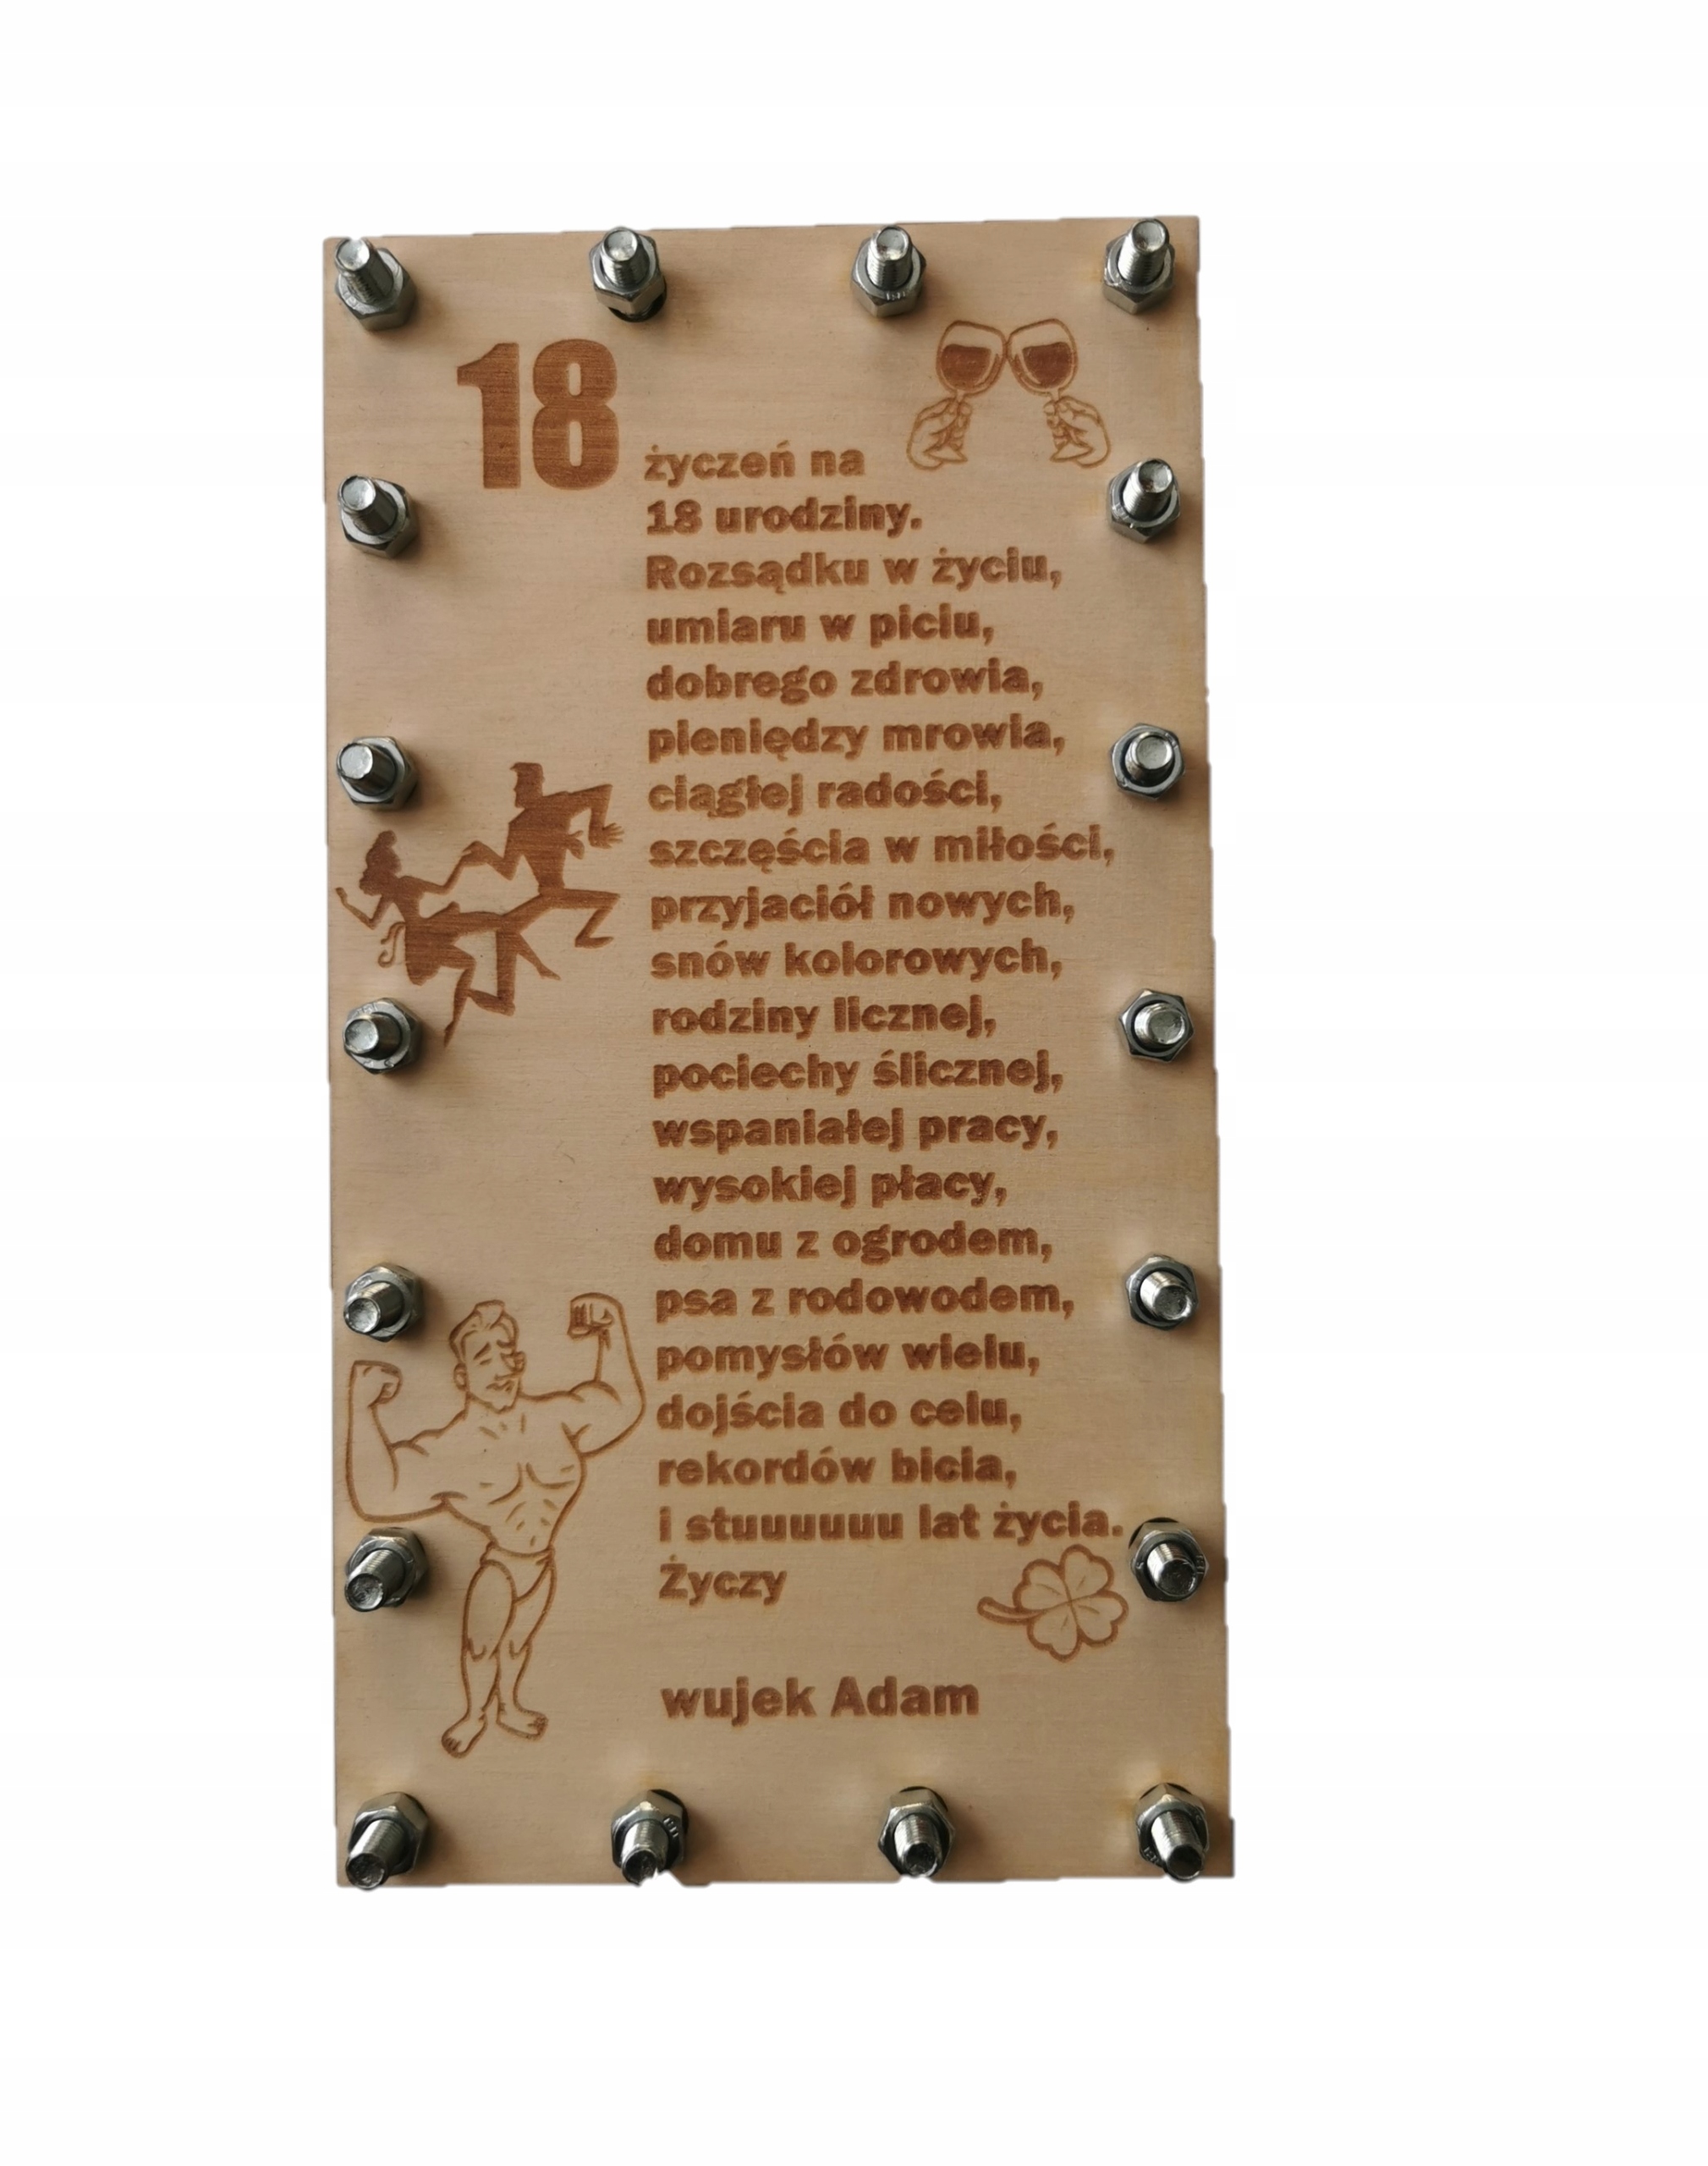 18 życzeń na
18 urodziny.
Rozsądku w życiu,
umiaru w piciu,
dobrego zdrowia,
pieniędzy mrowia,
ciągłej radości,
szczęścia w miłości,
przyjaciół nowych,
snów kolorowych,
rodziny licznej,
pociechy ślicznej,
wspaniałej pracy,
wysokiej płacy,
domu z ogrodem,
psa z rodowodem,
pomysłów wielu,
dojścia do celu,
rekordów bicia,
i stuuuuuu lat życia.
Życzy
wujek Adam